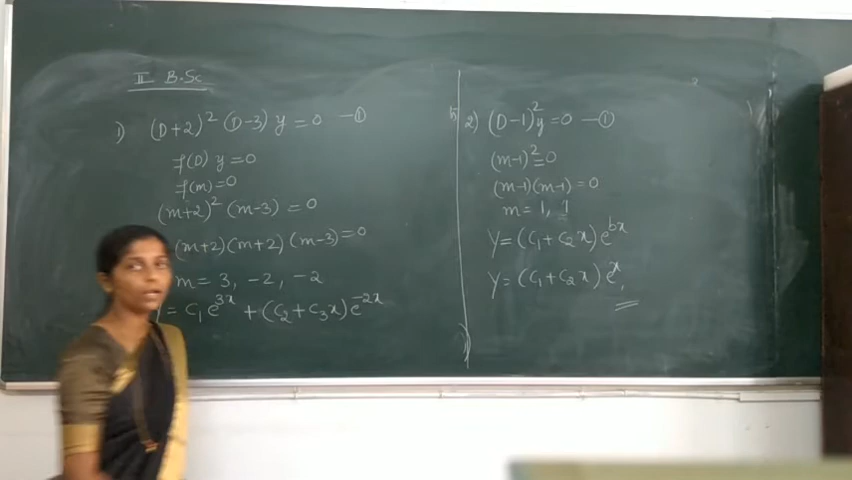 II B.Sc
1) (D+2)² (D-3) y = 0 —①
f(D) y = 0
f(m) = 0
(m+2)² (m-3) = 0
(m+2)(m+2)(m-3) = 0
m = 3, -2, -2
= c₁e³ˣ + (c₂+c₃x)e⁻²ˣ
2) (D-1)²y = 0 —①
(m-1)² = 0
(m-1)(m-1) = 0
m = 1, 1
y = (c₁+c₂x) eᵇˣ
y = (c₁+c₂x) eˣ